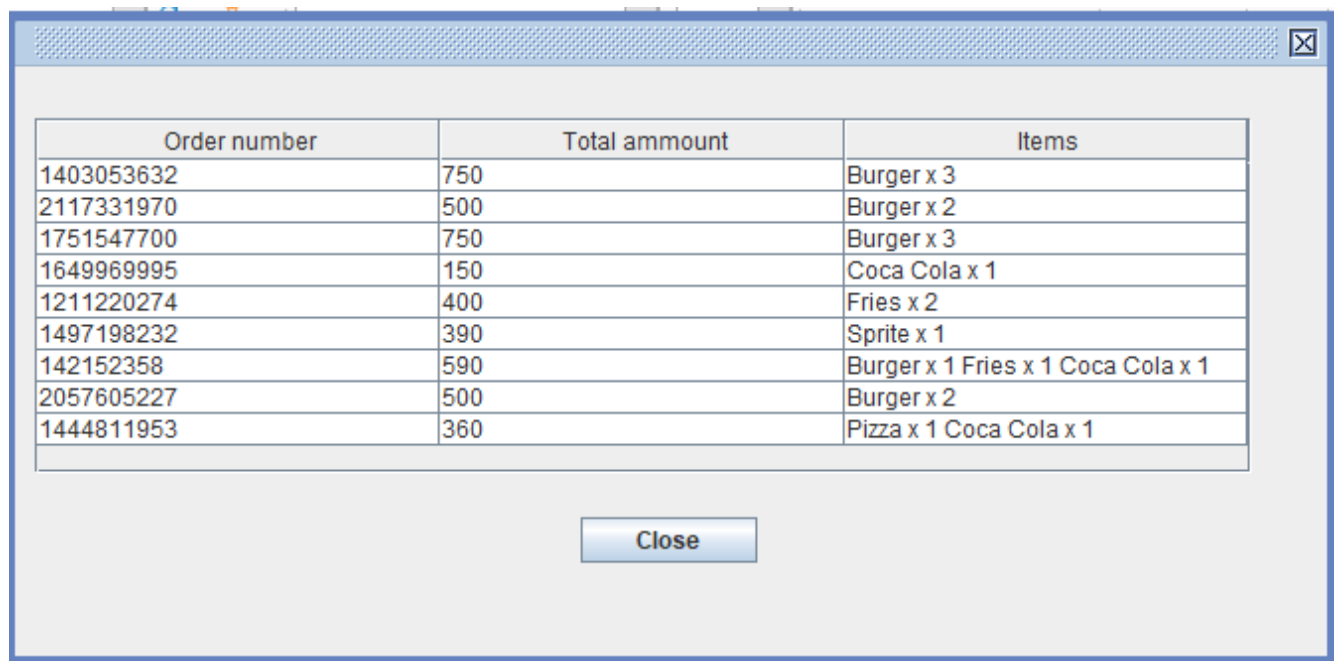 Order number Total ammount Items
1403053632 750 Burger x 3
2117331970 500 Burger x 2
1751547700 750 Burger x 3
1649969995 150 Coca Cola x 1
1211220274 400 Fries x 2
1497198232 390 Sprite x 1
142152358 590 Burger x 1 Fries x 1 Coca Cola x 1
2057605227 500 Burger x 2
1444811953 360 Pizza x 1 Coca Cola x 1
Close